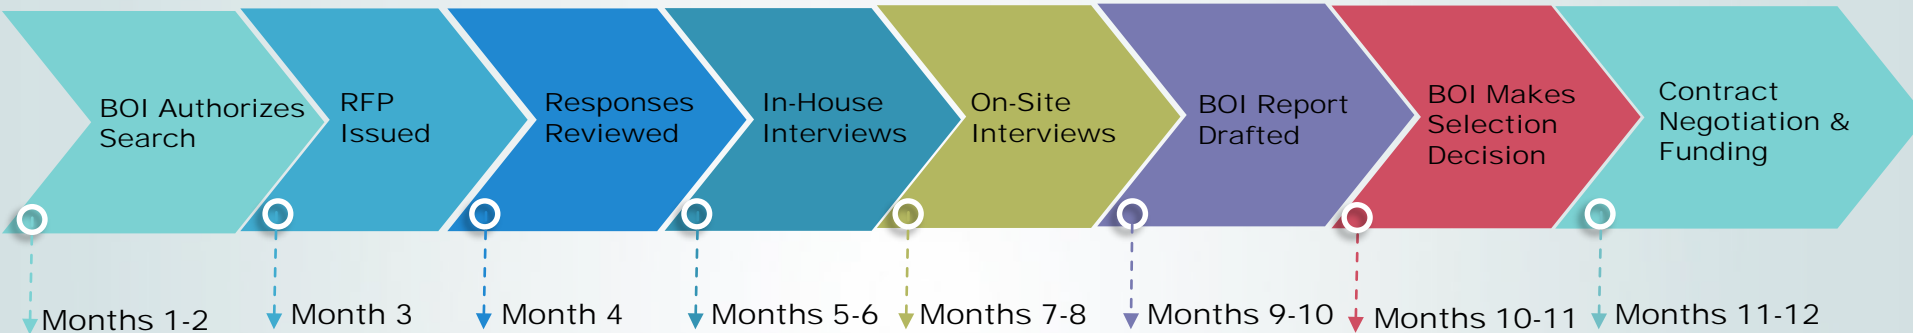 BOI Authorizes
Search
RFP
Issued
Responses
Reviewed
In-House
Interviews
On-Site
Interviews
BOI Report
Drafted
BOI Makes
Selection
Decision
Contract
Negotiation &
Funding
Months 1-2
Month 3
Month 4
Months 5-6
Months 7-8
Months 9-10
Months 10-11
Months 11-12